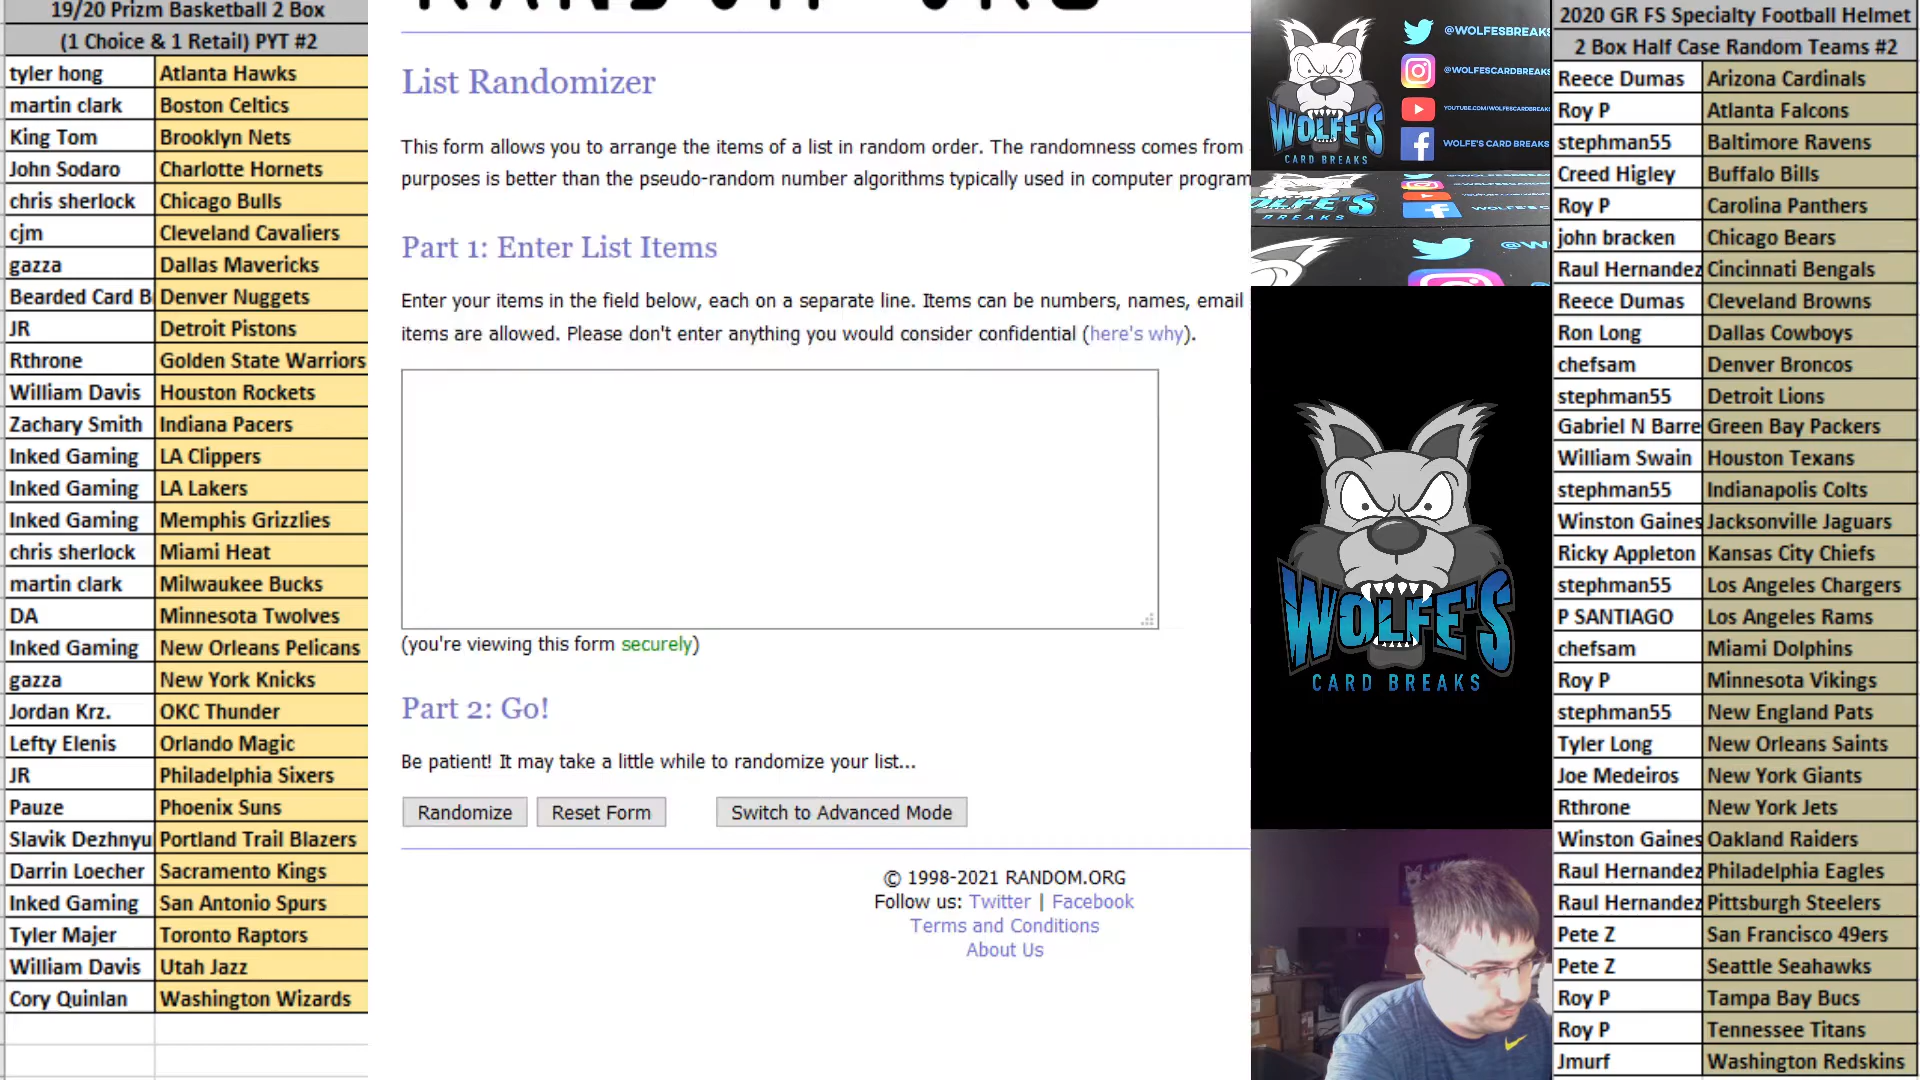 19/20 Prizm Basketball 2 Box
(1 Choice & 1 Retail) PYT #2
tyler hong Atlanta Hawks
martin clark Boston Celtics
King Tom Brooklyn Nets
John Sodaro Charlotte Hornets
chris sherlock Chicago Bulls
cjm Cleveland Cavaliers
gazza Dallas Mavericks
Bearded Card B Denver Nuggets
JR Detroit Pistons
Rthrone Golden State Warriors
William Davis Houston Rockets
Zachary Smith Indiana Pacers
Inked Gaming LA Clippers
Inked Gaming LA Lakers
Inked Gaming Memphis Grizzlies
chris sherlock Miami Heat
martin clark Milwaukee Bucks
DA Minnesota Twolves
Inked Gaming New Orleans Pelicans
gazza New York Knicks
Jordan Krz. OKC Thunder
Lefty Elenis Orlando Magic
JR Philadelphia Sixers
Pauze Phoenix Suns
Slavik Dezhnyu Portland Trail Blazers
Darrin Loecher Sacramento Kings
Inked Gaming San Antonio Spurs
Tyler Majer Toronto Raptors
William Davis Utah Jazz
Cory Quinlan Washington Wizards
List Randomizer
This form allows you to arrange the items of a list in random order. The randomness comes from
purposes is better than the pseudo-random number algorithms typically used in computer program
Part 1: Enter List Items
Enter your items in the field below, each on a separate line. Items can be numbers, names, email
items are allowed. Please don't enter anything you would consider confidential (here's why).
(you're viewing this form securely)
Part 2: Go!
Be patient! It may take a little while to randomize your list...
Randomize Reset Form Switch to Advanced Mode
© 1998-2021 RANDOM.ORG
Follow us: Twitter | Facebook
Terms and Conditions
About Us
@WOLFESBREAKS
@WOLFESCARDBREAKS
YOUTUBE.COM/WOLFESCARDBREAKS
WOLFE'S CARD BREAKS
WOLFE'S
CARD BREAKS
WOLFE'S
CARD BREAKS
2020 GR FS Specialty Football Helmet
2 Box Half Case Random Teams #2
Reece Dumas Arizona Cardinals
Roy P Atlanta Falcons
stephman55 Baltimore Ravens
Creed Higley Buffalo Bills
Roy P Carolina Panthers
john bracken Chicago Bears
Raul Hernandez Cincinnati Bengals
Reece Dumas Cleveland Browns
Ron Long Dallas Cowboys
chefsam Denver Broncos
stephman55 Detroit Lions
Gabriel N Barre Green Bay Packers
William Swain Houston Texans
stephman55 Indianapolis Colts
Winston Gaines Jacksonville Jaguars
Ricky Appleton Kansas City Chiefs
stephman55 Los Angeles Chargers
P SANTIAGO Los Angeles Rams
chefsam Miami Dolphins
Roy P Minnesota Vikings
stephman55 New England Pats
Tyler Long New Orleans Saints
Joe Medeiros New York Giants
Rthrone New York Jets
Winston Gaines Oakland Raiders
Raul Hernandez Philadelphia Eagles
Raul Hernandez Pittsburgh Steelers
Pete Z San Francisco 49ers
Pete Z Seattle Seahawks
Roy P Tampa Bay Bucs
Roy P Tennessee Titans
Jmurf Washington Redskins